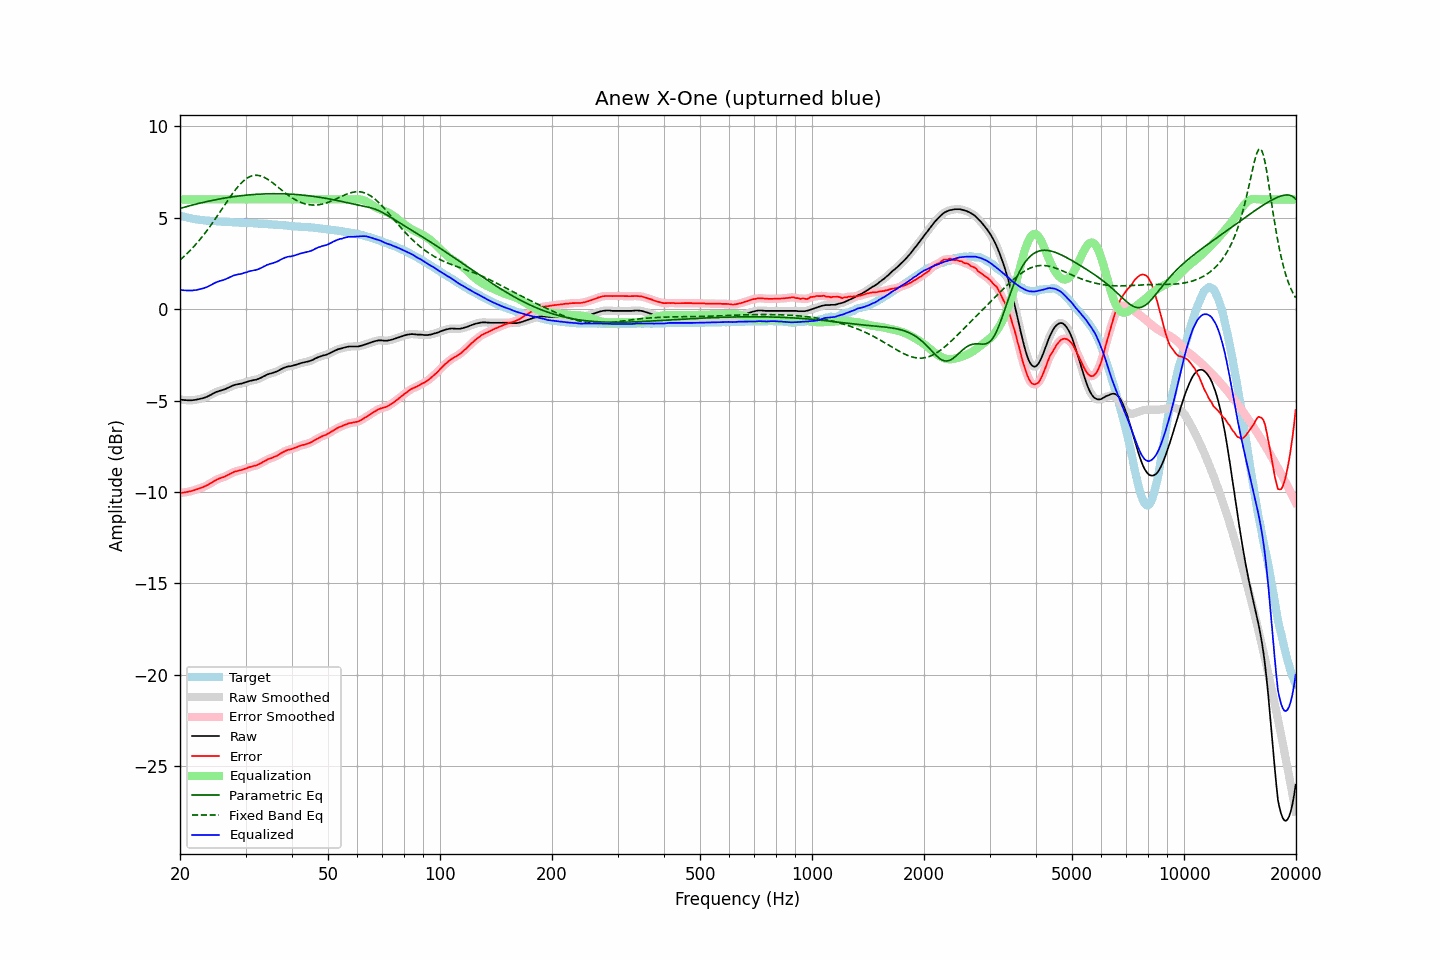 Anew X-One (upturned blue)
10
5
0
−5
−10
−15
−20
−25
Amplitude (dBr)
Target
Raw Smoothed
Error Smoothed
Raw
Error
Equalization
Parametric Eq
Fixed Band Eq
Equalized
20 50 100 200 500 1000 2000 5000 10000 20000
Frequency (Hz)